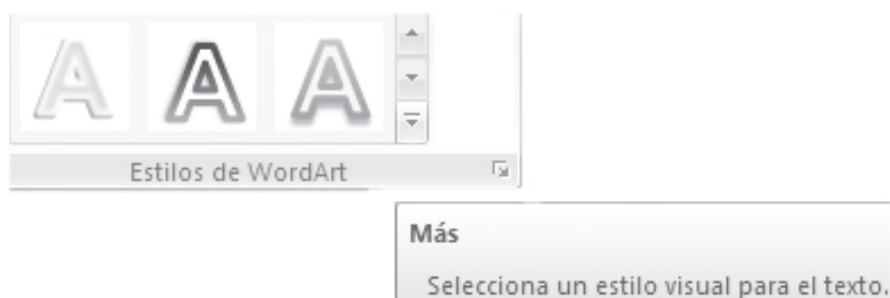 A A A
Estilos de WordArt
Más
Selecciona un estilo visual para el texto.